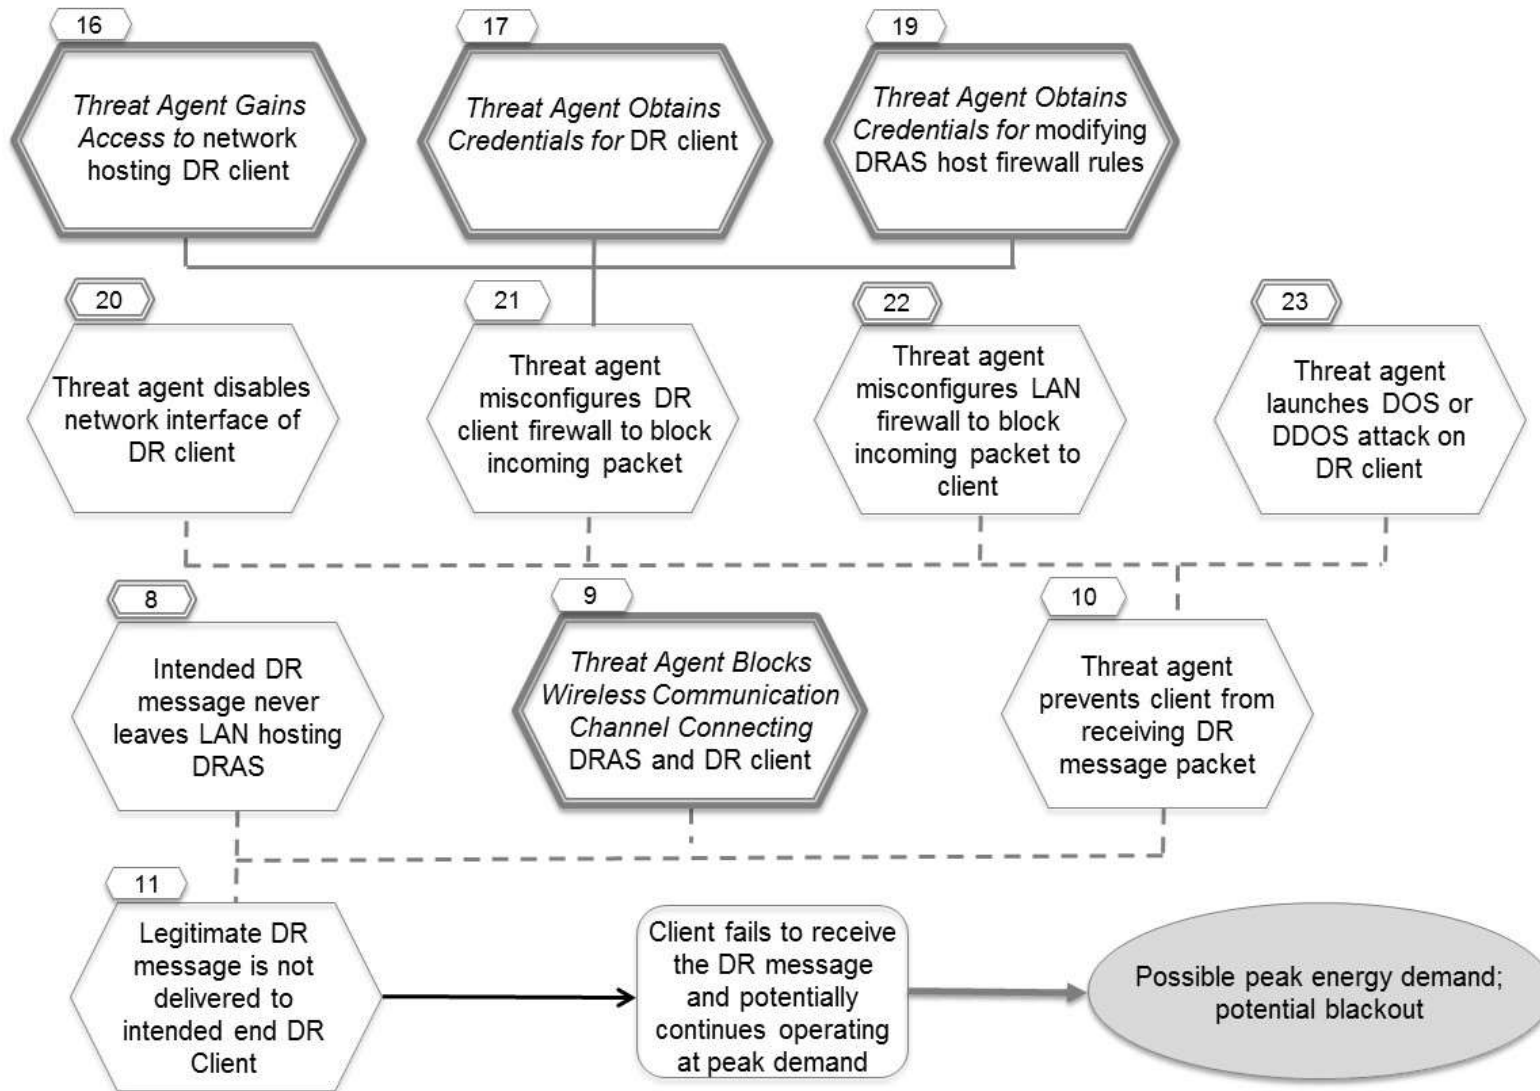 16
Threat Agent Gains
Access to network
hosting DR client
17
Threat Agent Obtains
Credentials for DR client
19
Threat Agent Obtains
Credentials for modifying
DRAS host firewall rules
20
Threat agent disables
network interface of
DR client
21
Threat agent
misconfigures DR
client firewall to block
incoming packet
22
Threat agent
misconfigures LAN
firewall to block
incoming packet to
client
23
Threat agent
launches DOS or
DDOS attack on
DR client
8
Intended DR
message never
leaves LAN hosting
DRAS
9
Threat Agent Blocks
Wireless Communication
Channel Connecting
DRAS and DR client
10
Threat agent
prevents client from
receiving DR
message packet
11
Legitimate DR
message is not
delivered to
intended end DR
Client
Client fails to receive
the DR message
and potentially
continues operating
at peak demand
Possible peak energy demand;
potential blackout